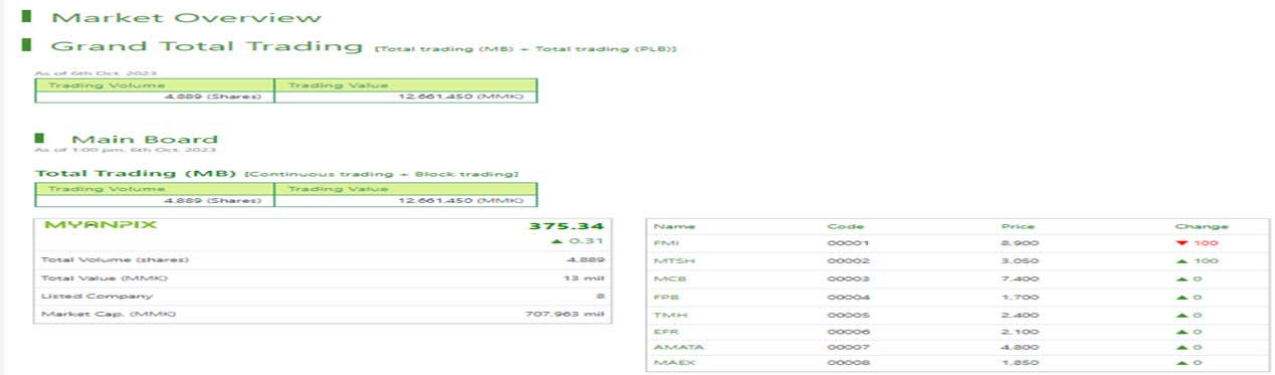 Market Overview
Grand Total Trading [Total trading (MB) + Total trading (PLB)]
As of 6th Oct. 2023
Trading Volume Trading Value
4,889 (Shares) 12,661,450 (MMK)
Main Board
As of 1:00 pm, 6th Oct. 2023
Total Trading (MB) [Continuous trading + Block trading]
Trading Volume Trading Value
4,889 (Shares) 12,661,450 (MMK)
MYANPIX 375.34
▲ 0.31
Total Volume (shares) 4,889
Total Value (MMK) 13 mil
Listed Company 8
Market Cap. (MMK) 707,963 mil
Name Code Price Change
FMI 00001 8,900 ▼ 100
MTSH 00002 3,050 ▲ 100
MCB 00003 7,400 ▲ 0
FPB 00004 1,700 ▲ 0
TMH 00005 2,400 ▲ 0
EFR 00006 2,100 ▲ 0
AMATA 00007 4,800 ▲ 0
MAEX 00008 1,850 ▲ 0